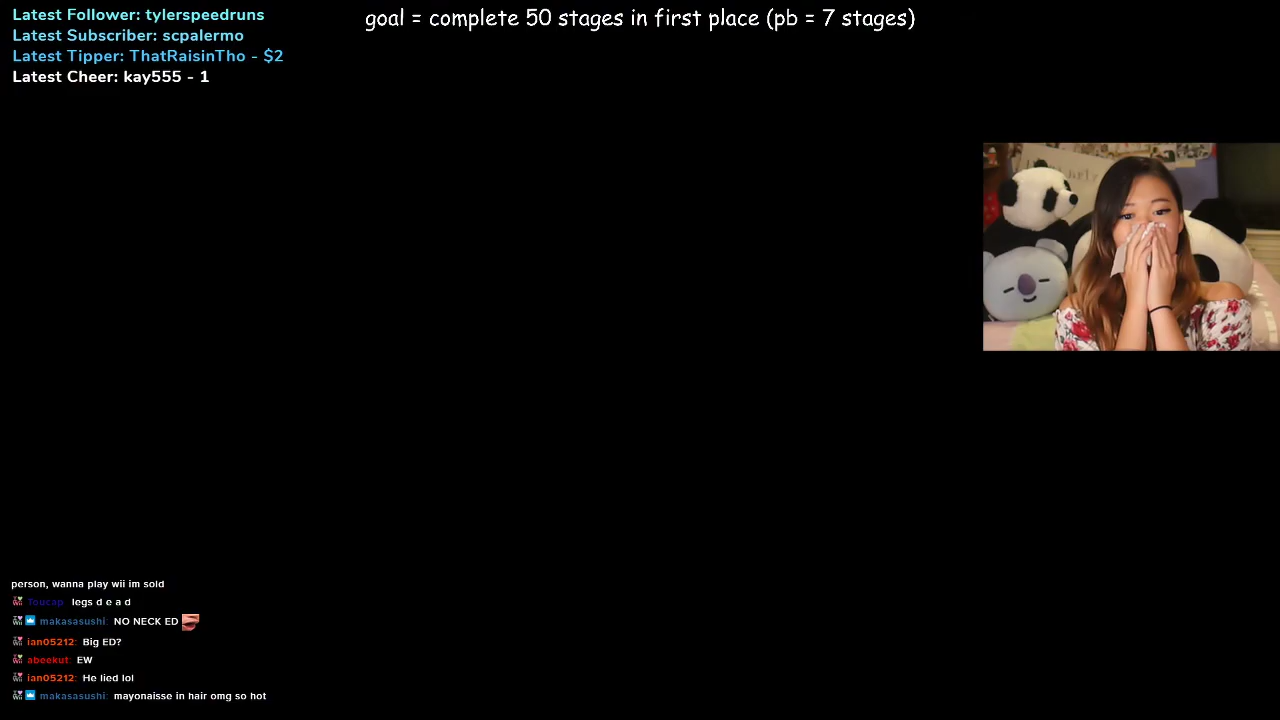 Latest Follower: tylerspeedruns
Latest Subscriber: scpalermo
Latest Tipper: ThatRaisinTho - $2
Latest Cheer: kay555 - 1
goal = complete 50 stages in first place (pb = 7 stages)
person, wanna play wii im sold
Toucap: legs d e a d
makasasushi: NO NECK ED
ian05212: Big ED?
abeekut: EW
ian05212: He lied lol
makasasushi: mayonaisse in hair omg so hot